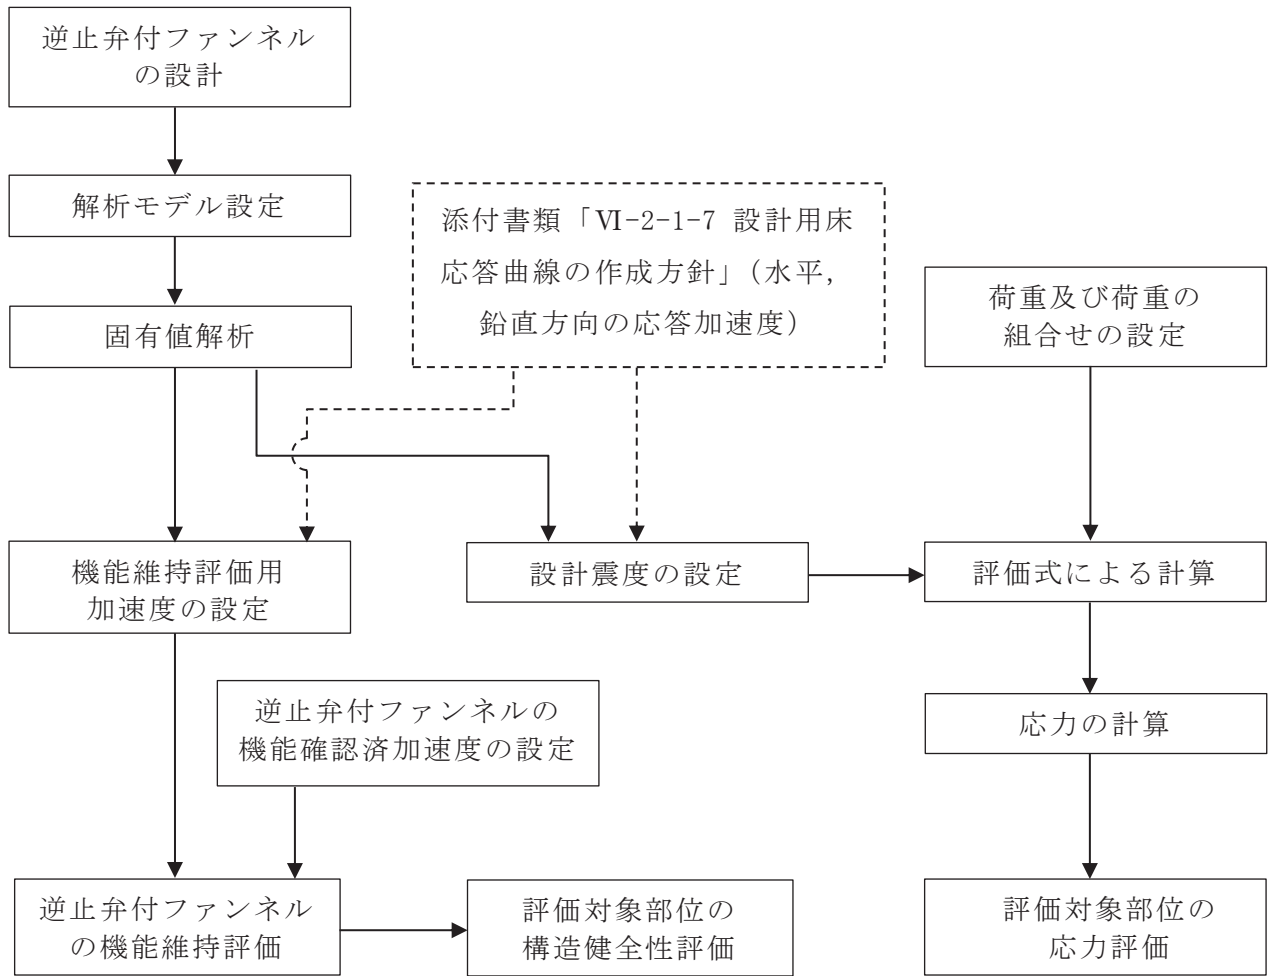 逆止弁付ファンネル
の設計
解析モデル設定
固有値解析
添付書類「Ⅵ-2-1-7 設計用床
応答曲線の作成方針」（水平，
鉛直方向の応答加速度）
荷重及び荷重の
組合せの設定
機能維持評価用
加速度の設定
設計震度の設定
評価式による計算
逆止弁付ファンネルの
機能確認済加速度の設定
応力の計算
逆止弁付ファンネル
の機能維持評価
評価対象部位の
構造健全性評価
評価対象部位の
応力評価